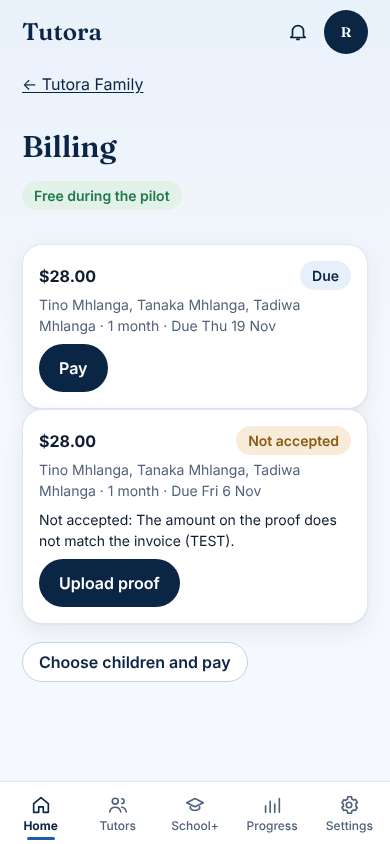 Tutora
R
← Tutora Family
Billing
Free during the pilot
$28.00
Due
Tino Mhlanga, Tanaka Mhlanga, Tadiwa
Mhlanga · 1 month · Due Thu 19 Nov
Pay
$28.00
Not accepted
Tino Mhlanga, Tanaka Mhlanga, Tadiwa
Mhlanga · 1 month · Due Fri 6 Nov
Not accepted: The amount on the proof does
not match the invoice (TEST).
Upload proof
Choose children and pay
Home
Tutors
School+
Progress
Settings